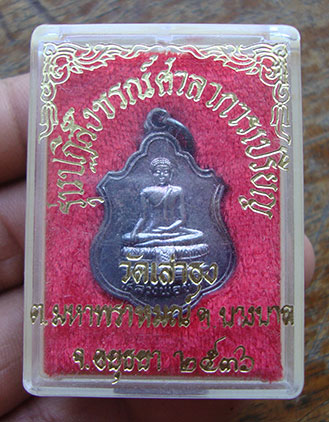 รุ่นปฏิสังขรณ์ศาลาการเปรียญ
วัดเสาธง
ต.มหาพราหมณ์ อ บางบาล
จ.อยุธยา ๒๕๓๖